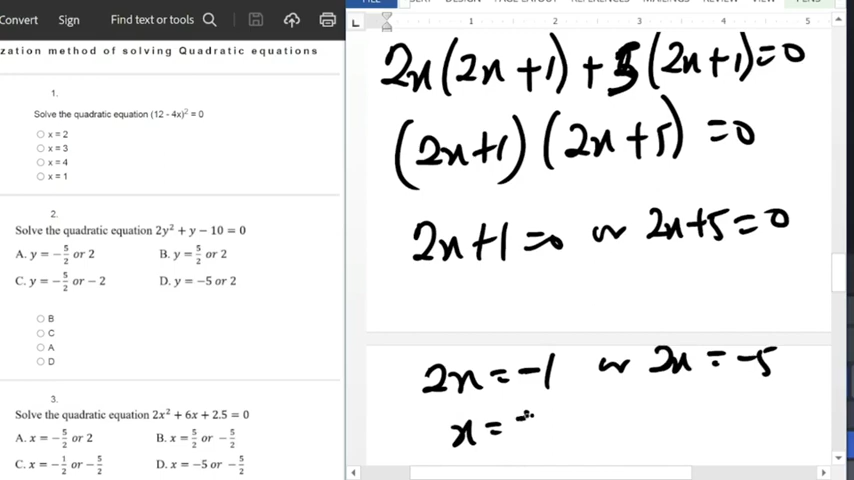 Convert Sign Find text or tools
zation method of solving Quadratic equations
1.
Solve the quadratic equation (12 - 4x)² = 0
x = 2
x = 3
x = 4
x = 1
2.
Solve the quadratic equation 2y² + y − 10 = 0
A. y = −5/2 or 2 B. y = 5/2 or 2
C. y = −5/2 or − 2 D. y = −5 or 2
B
C
A
D
3.
Solve the quadratic equation 2x² + 6x + 2.5 = 0
A. x = −5/2 or 2 B. x = 5/2 or −5/2
C. x = −1/2 or −5/2 D. x = −5 or −5/2
1 2 3 4 5
2x(2x+1) + 5(2x+1)=0
(2x+1)(2x+5)=0
2x+1=0 or 2x+5=0
2x=-1 or 2x=-5
x = -